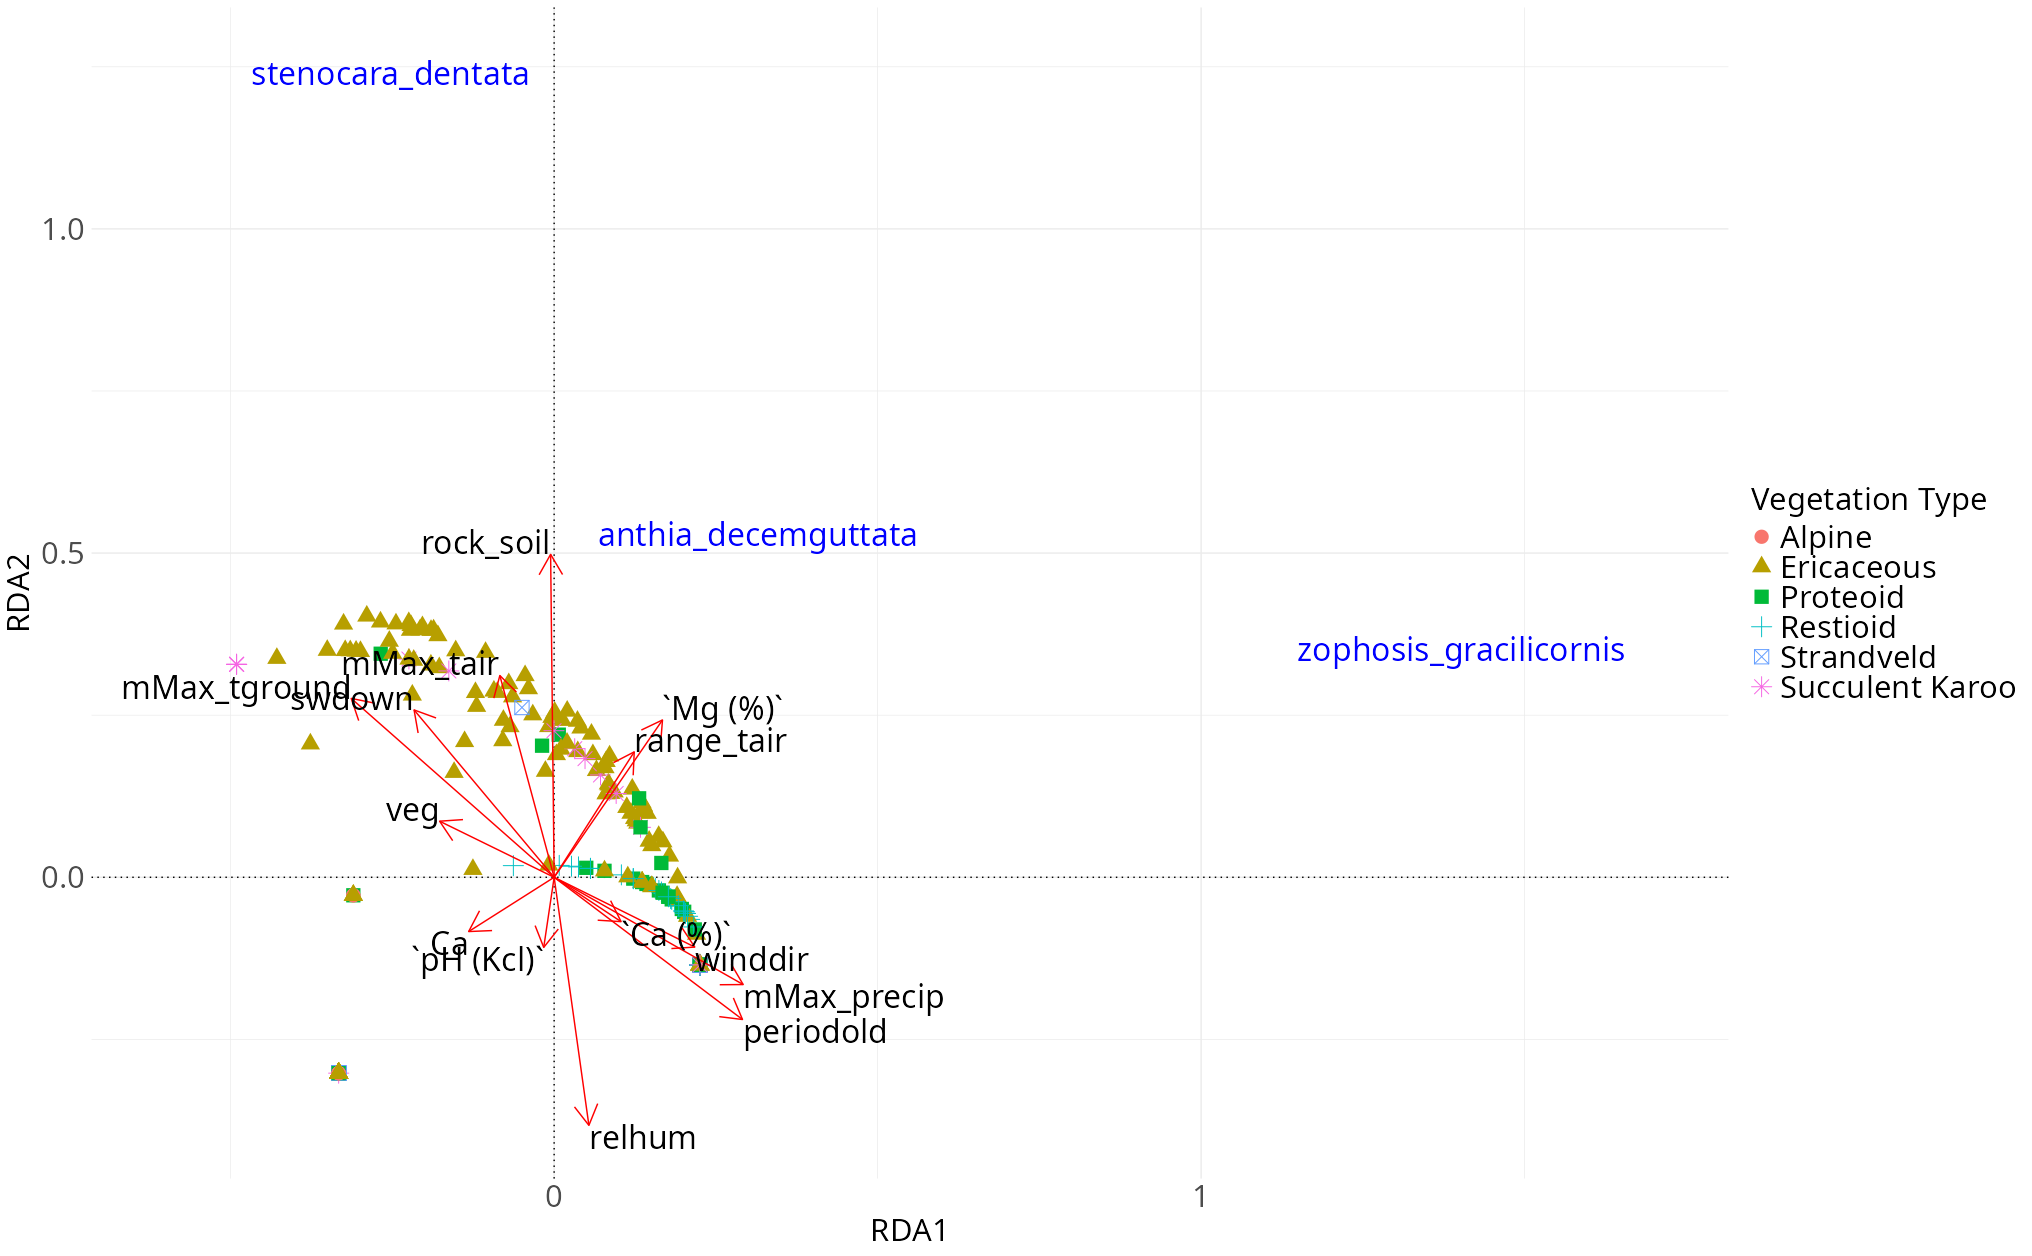 stenocara_dentata
1.0
rock_soil
anthia_decemguttata
0.5
RDA2
zophosis_gracilicornis
mMax_tair
mMax_tground
swdown
`Mg (%)`
range_tair
veg
0.0
`Ca (%)`
Ca
`pH (Kcl)`
winddir
mMax_precip
periodold
relhum
0
1
RDA1
Vegetation Type
Alpine
Ericaceous
Proteoid
Restioid
Strandveld
Succulent Karoo